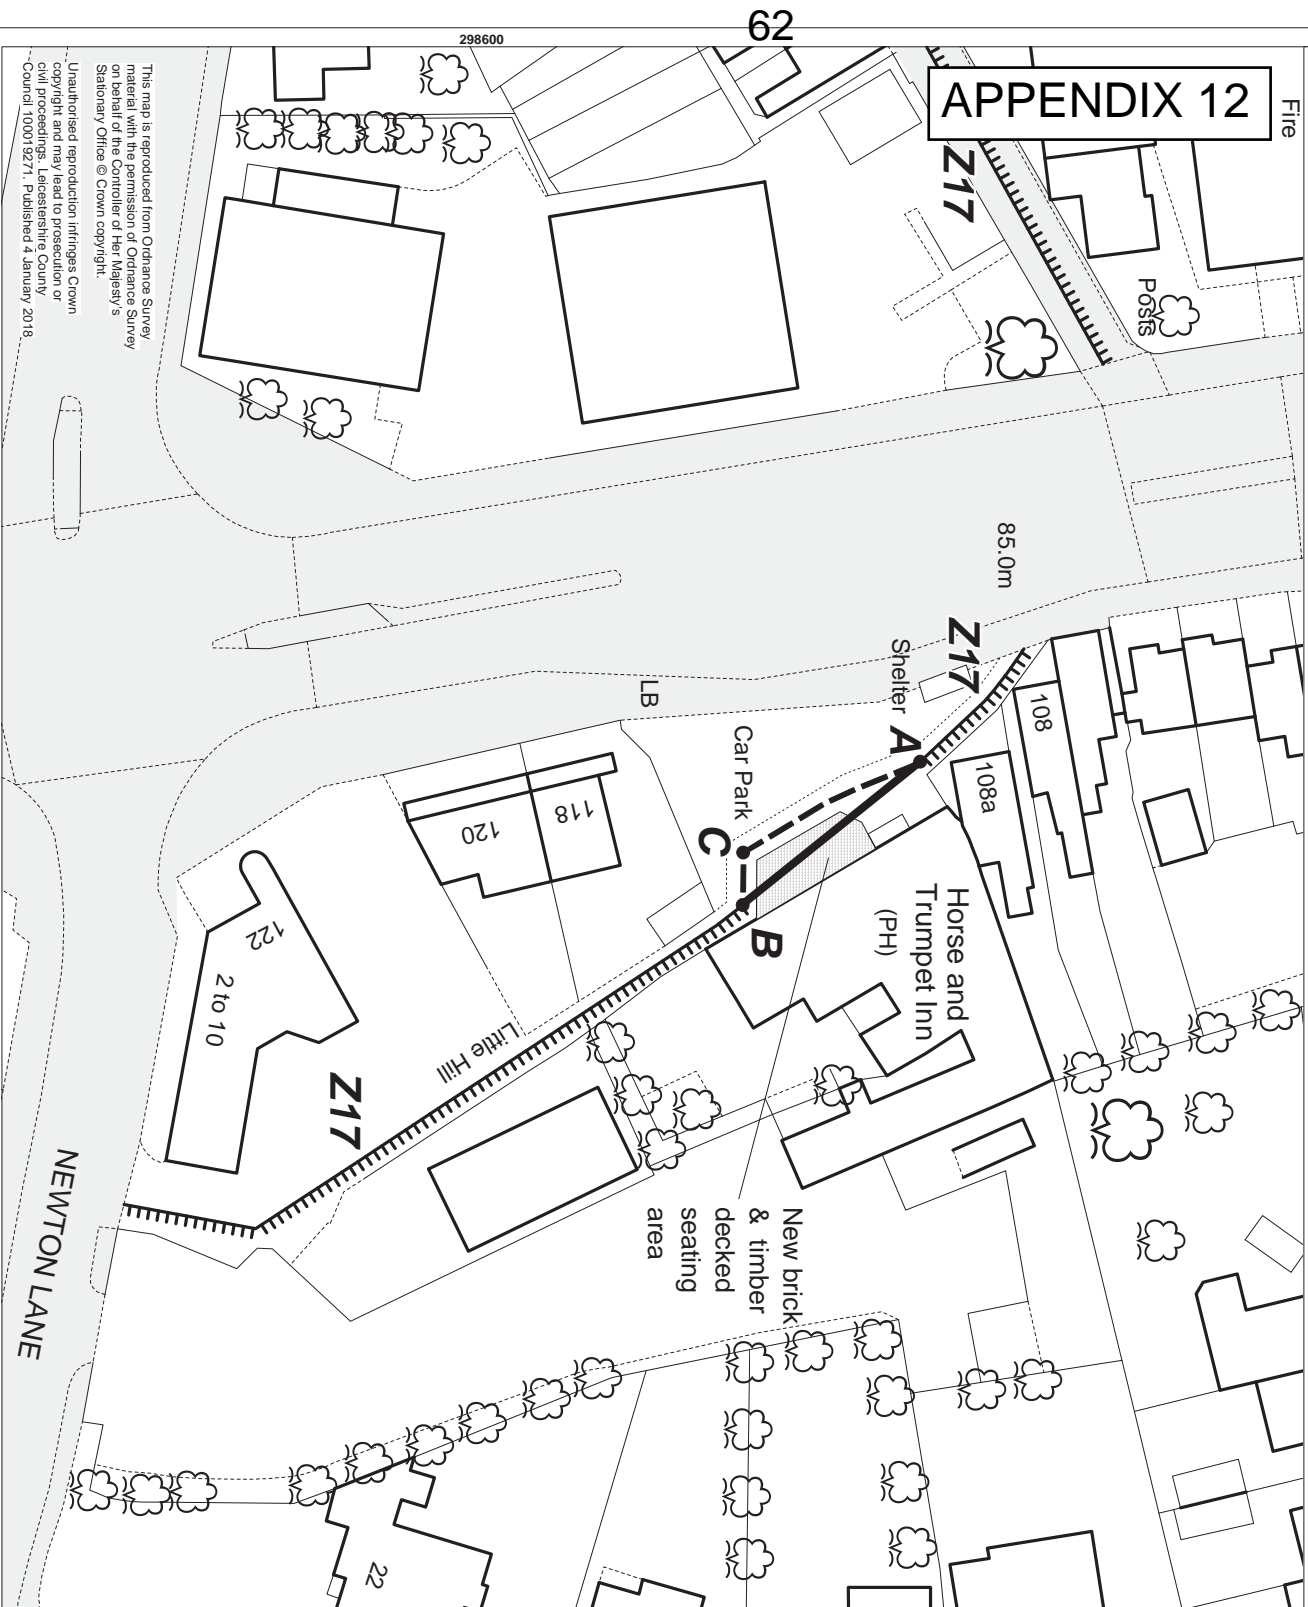 62
298600
APPENDIX 12
Fire
Z17
Posts
This map is reproduced from Ordnance Survey
material with the permission of Ordnance Survey
on behalf of the Controller of Her Majesty's
Stationary Office © Crown copyright.
Unauthorised reproduction infringes Crown
copyright and may lead to prosecution or
civil proceedings. Leicestershire County
Council 100019271. Published 4 January 2018
85.0m
Z17
Shelter
LB
A
108
108a
Car Park
C
118
120
B
Horse and
Trumpet Inn
(PH)
122
2 to 10
Little Hill
Z17
NEWTON LANE
New brick
& timber
decked
seating
area
22